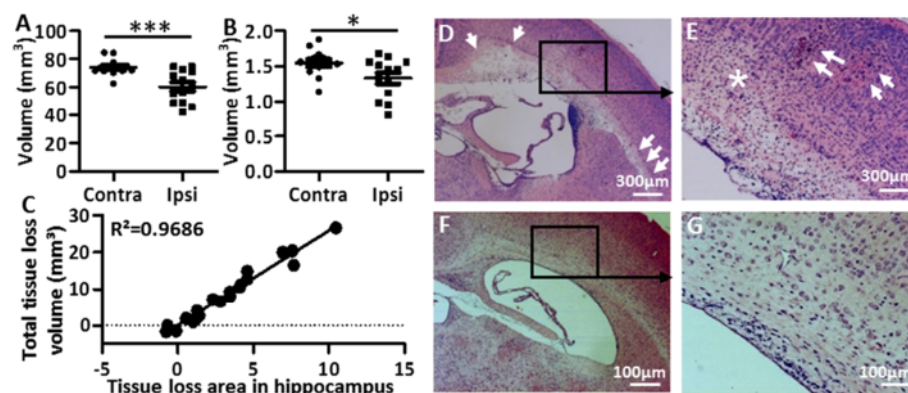 A
***
Volume (mm³)
100
80
60
40
20
0
Contra
Ipsi
B
*
Volume (mm³)
2.0
1.5
1.0
0.5
0
Contra
Ipsi
C
R²=0.9686
Total tissue loss
volume (mm³)
30
20
10
0
-5
0
5
10
15
Tissue loss area in hippocampus
D
300μm
E
*
300μm
F
100μm
G
100μm